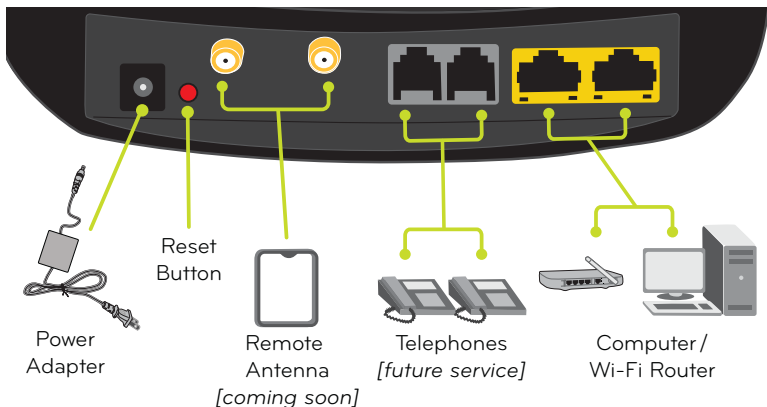 Reset
Button
Power
Adapter
Remote
Antenna
[coming soon]
Telephones
[future service]
Computer/
Wi-Fi Router